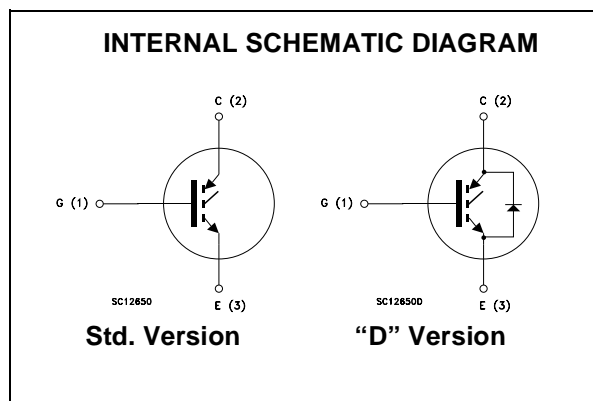 INTERNAL SCHEMATIC DIAGRAM
C (2) C (2)
G (1) G (1)
SC12650 E (3) SC12650D E (3)
Std. Version “D” Version